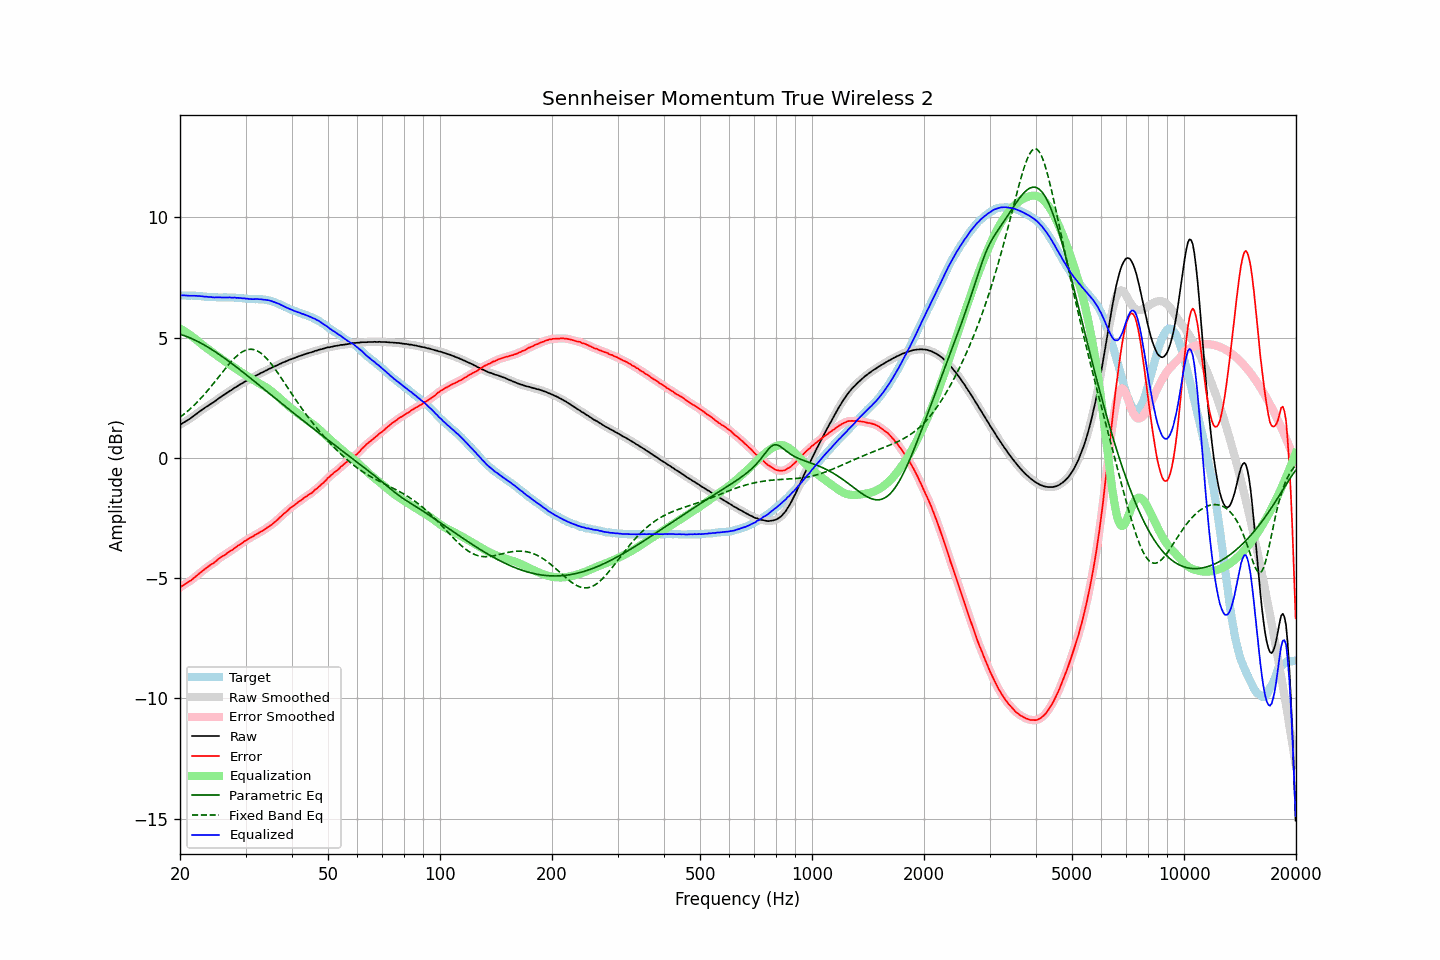 Sennheiser Momentum True Wireless 2
Amplitude (dBr)
10
5
0
−5
−10
−15
Target
Raw Smoothed
Error Smoothed
Raw
Error
Equalization
Parametric Eq
Fixed Band Eq
Equalized
20 50 100 200 500 1000 2000 5000 10000 20000
Frequency (Hz)